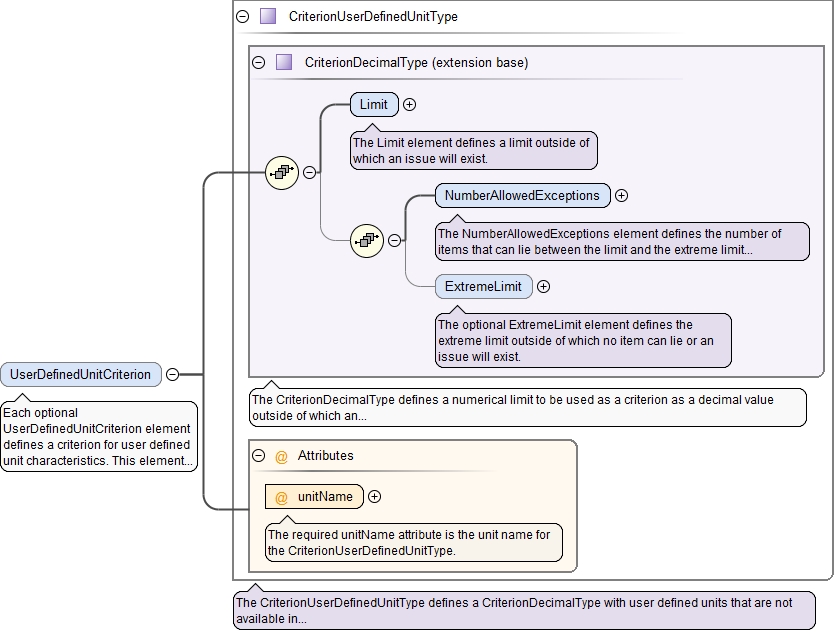 CriterionUserDefinedUnitType
CriterionDecimalType (extension base)
Limit
The Limit element defines a limit outside of
which an issue will exist.
NumberAllowedExceptions
The NumberAllowedExceptions element defines the number of
items that can lie between the limit and the extreme limit...
ExtremeLimit
The optional ExtremeLimit element defines the
extreme limit outside of which no item can lie or an
issue will exist.
UserDefinedUnitCriterion
Each optional
UserDefinedUnitCriterion element
defines a criterion for user defined
unit characteristics. This element...
The CriterionDecimalType defines a numerical limit to be used as a criterion as a decimal value
outside of which an...
@ Attributes
@ unitName
The required unitName attribute is the unit name for
the CriterionUserDefinedUnitType.
The CriterionUserDefinedUnitType defines a CriterionDecimalType with user defined units that are not
available in...